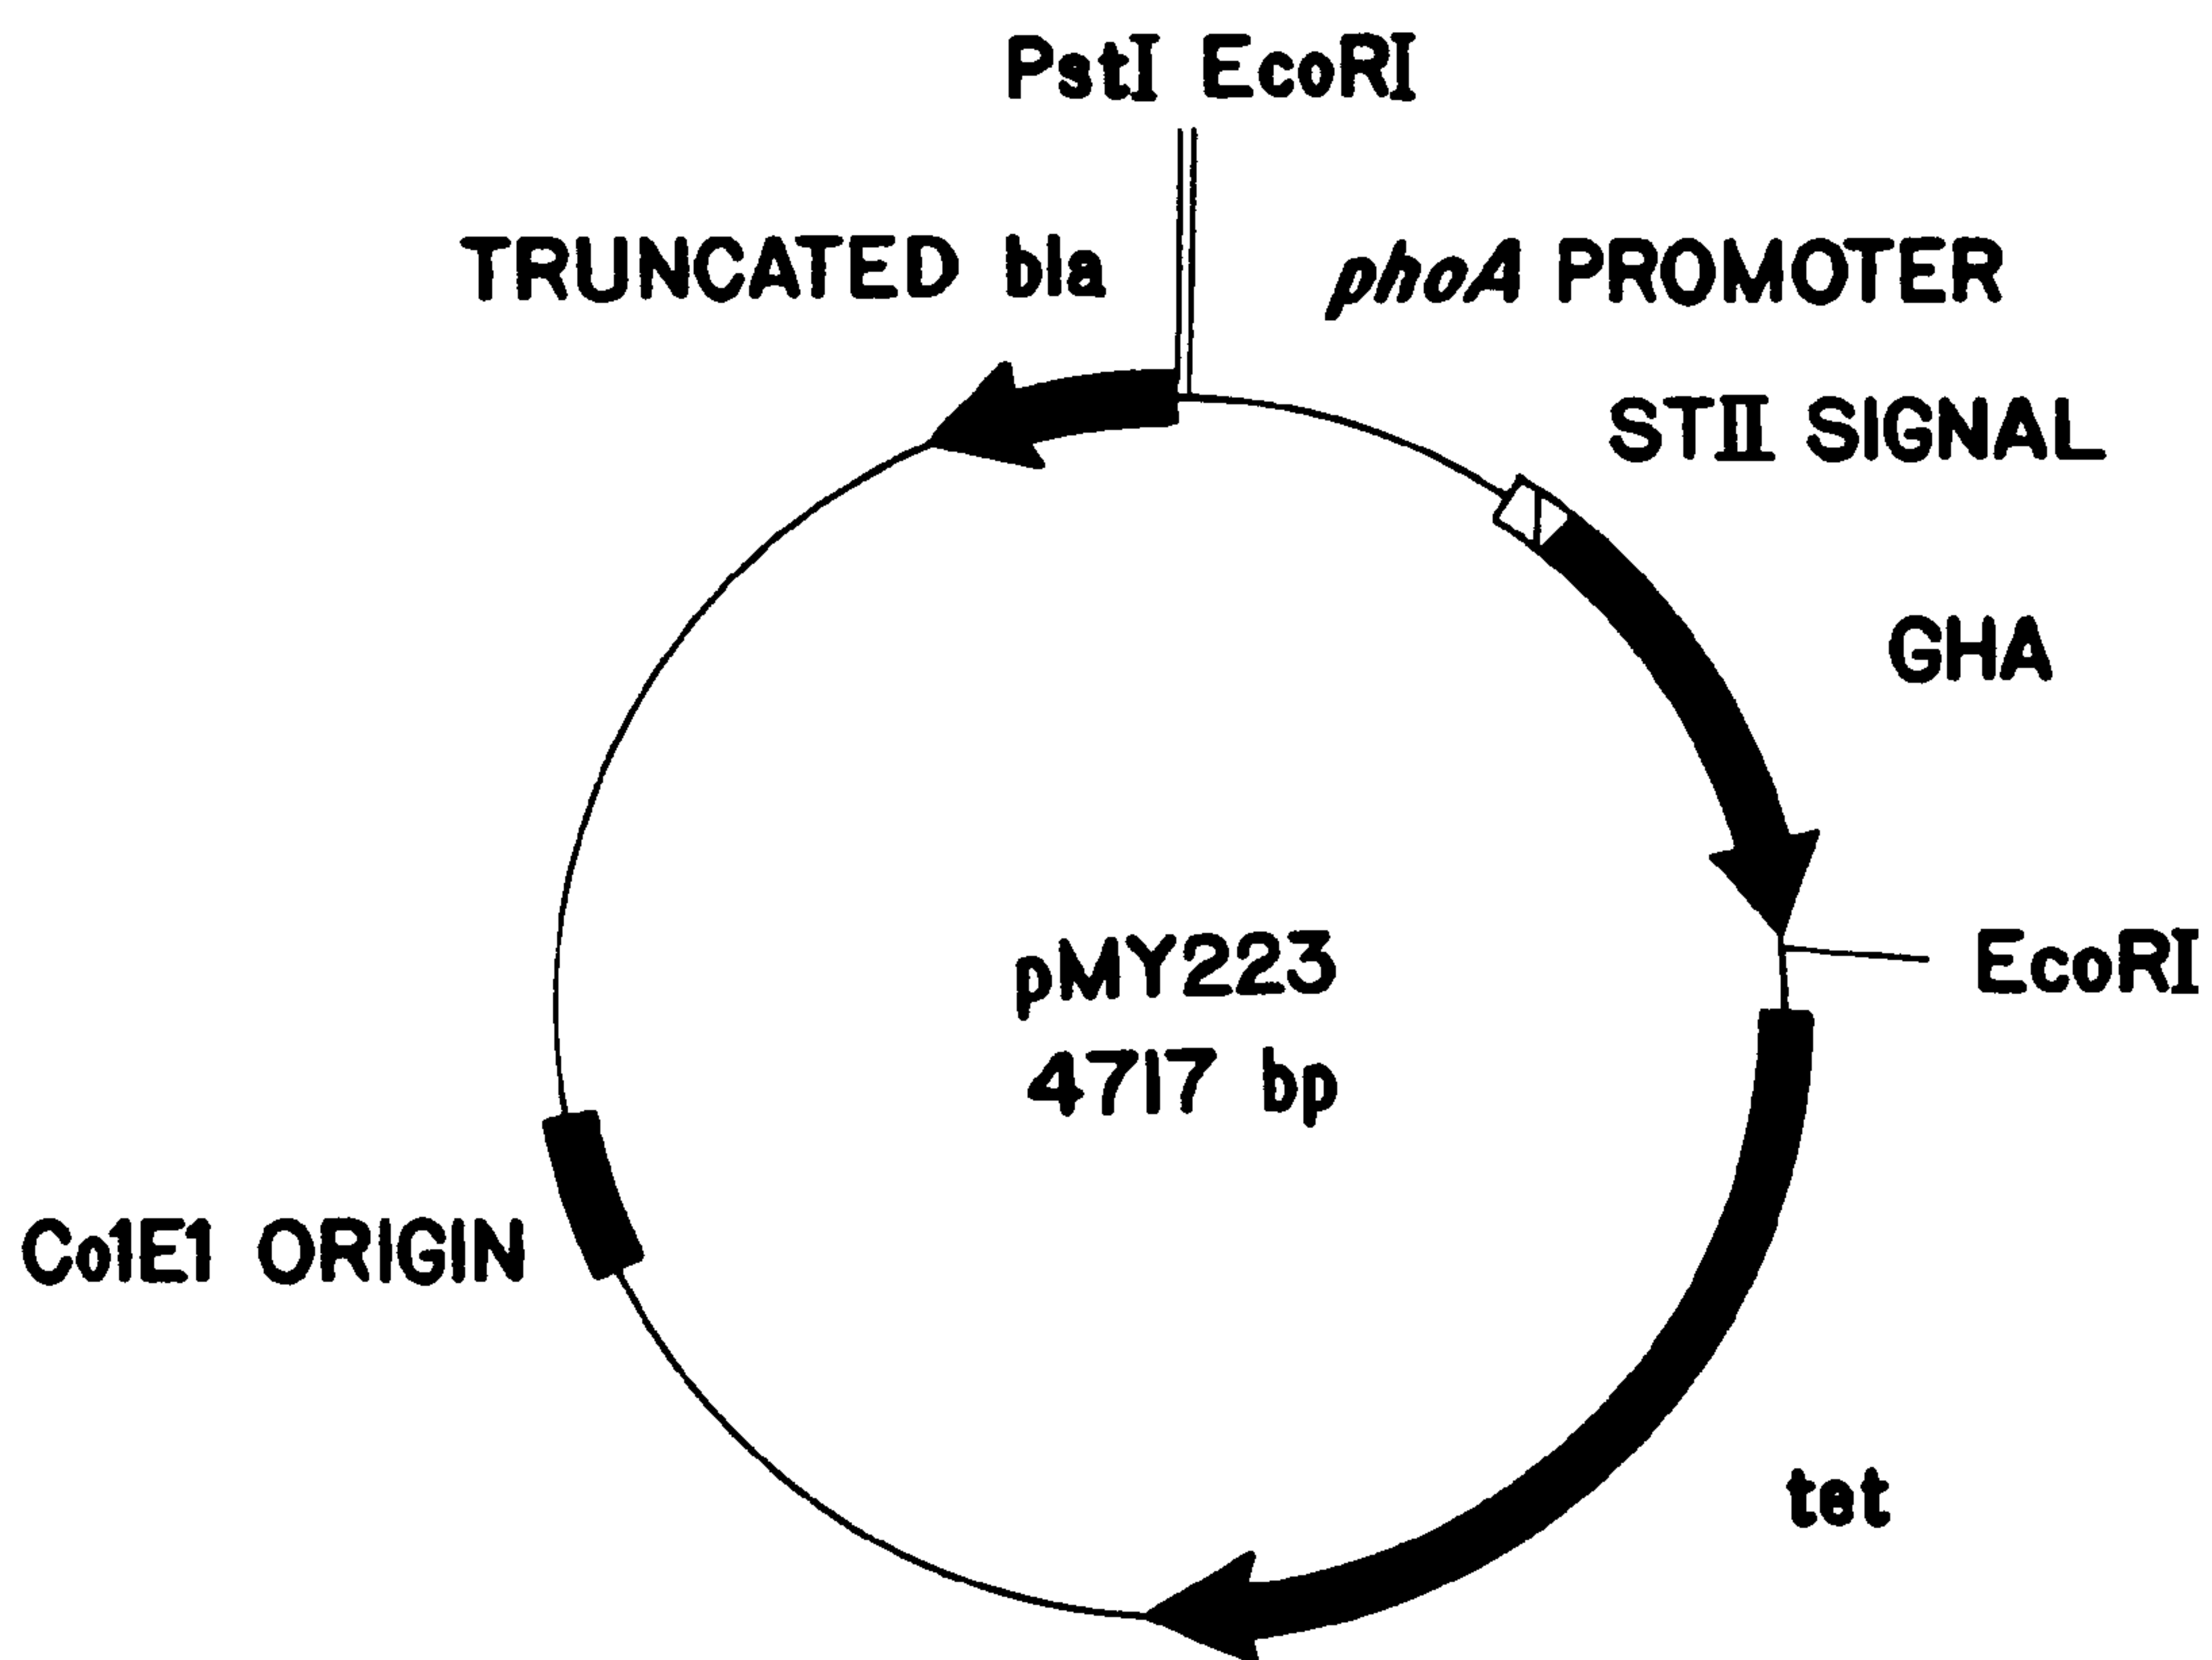 PstI EcoRI
TRUNCATED bla
phoA PROMOTER
STII SIGNAL
GHA
pMY223
4717 bp
EcoRI
Co1E1 ORIGIN
tet